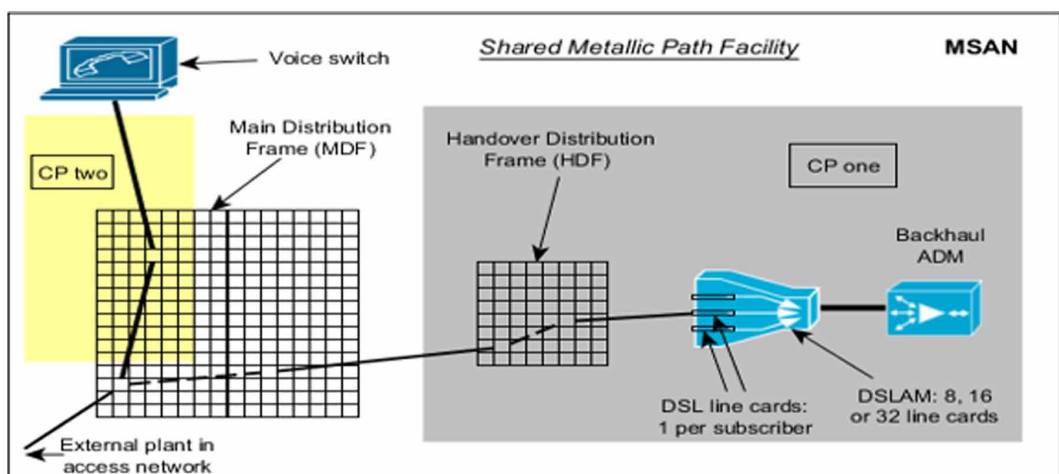 Shared Metallic Path Facility
MSAN
Voice switch
Main Distribution
Frame (MDF)
CP two
Handover Distribution
Frame (HDF)
CP one
Backhaul
ADM
DSL line cards:
1 per subscriber
DSLAM: 8, 16
or 32 line cards
External plant in
access network